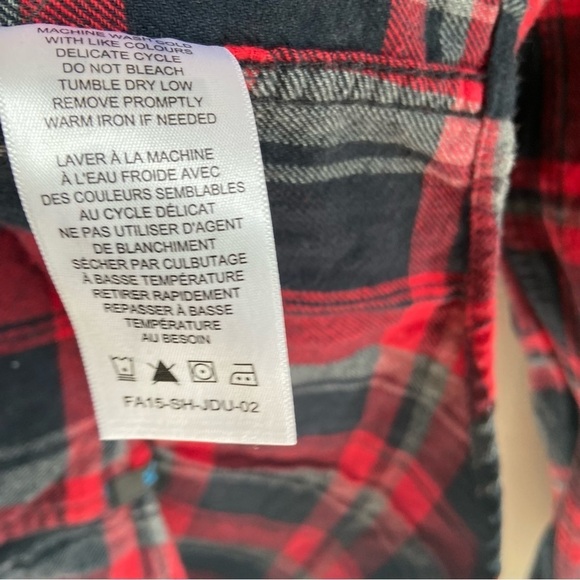 MACHINE WASH COLD
WITH LIKE COLOURS
DELICATE CYCLE
DO NOT BLEACH
TUMBLE DRY LOW
REMOVE PROMPTLY
WARM IRON IF NEEDED
LAVER À LA MACHINE
À L'EAU FROIDE AVEC
DES COULEURS SEMBLABLES
AU CYCLE DÉLICAT
NE PAS UTILISER D'AGENT
DE BLANCHIMENT
SÉCHER PAR CULBUTAGE
À BASSE TEMPÉRATURE
RETIRER RAPIDEMENT
REPASSER À BASSE
TEMPÉRATURE
AU BESOIN
FA15-SH-JDU-02